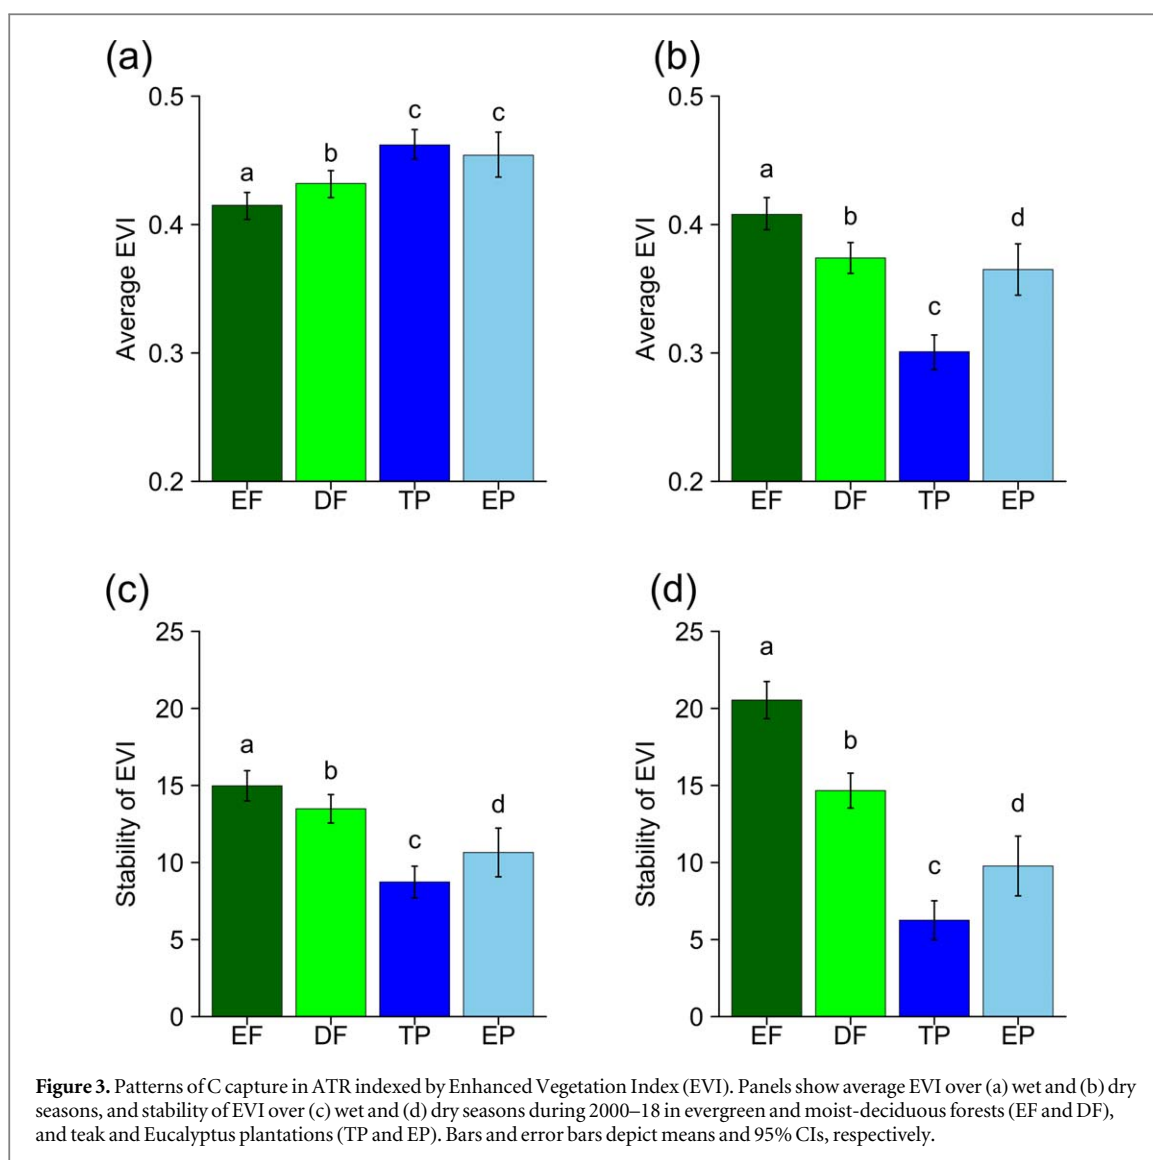 (a)
0.5
0.4
0.3
0.2
Average EVI
a
b
c
c
EF DF TP EP
(b)
0.5
0.4
0.3
0.2
Average EVI
a
b
c
d
EF DF TP EP
(c)
25
20
15
10
5
0
Stability of EVI
a
b
c
d
EF DF TP EP
(d)
25
20
15
10
5
0
Stability of EVI
a
b
c
d
EF DF TP EP
Figure 3. Patterns of C capture in ATR indexed by Enhanced Vegetation Index (EVI). Panels show average EVI over (a) wet and (b) dry
seasons, and stability of EVI over (c) wet and (d) dry seasons during 2000–18 in evergreen and moist-deciduous forests (EF and DF),
and teak and Eucalyptus plantations (TP and EP). Bars and error bars depict means and 95% CIs, respectively.